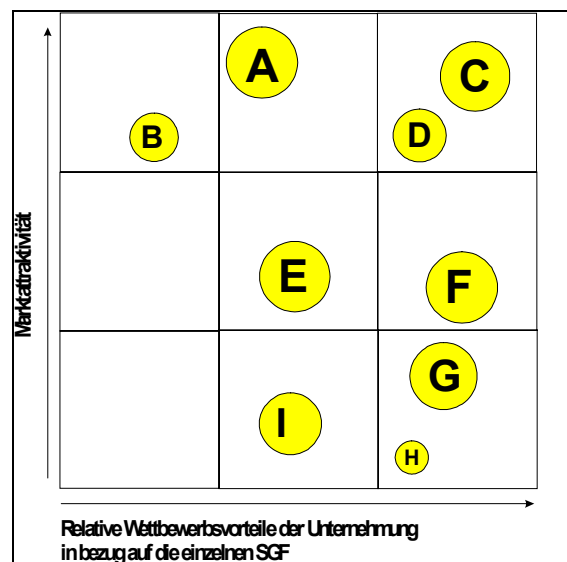 A
C
B
D
Marktattraktivität
E
F
G
I
H
Relative Wettbewerbsvorteile der Unternehmung
in bezug auf die einzelnen SGF